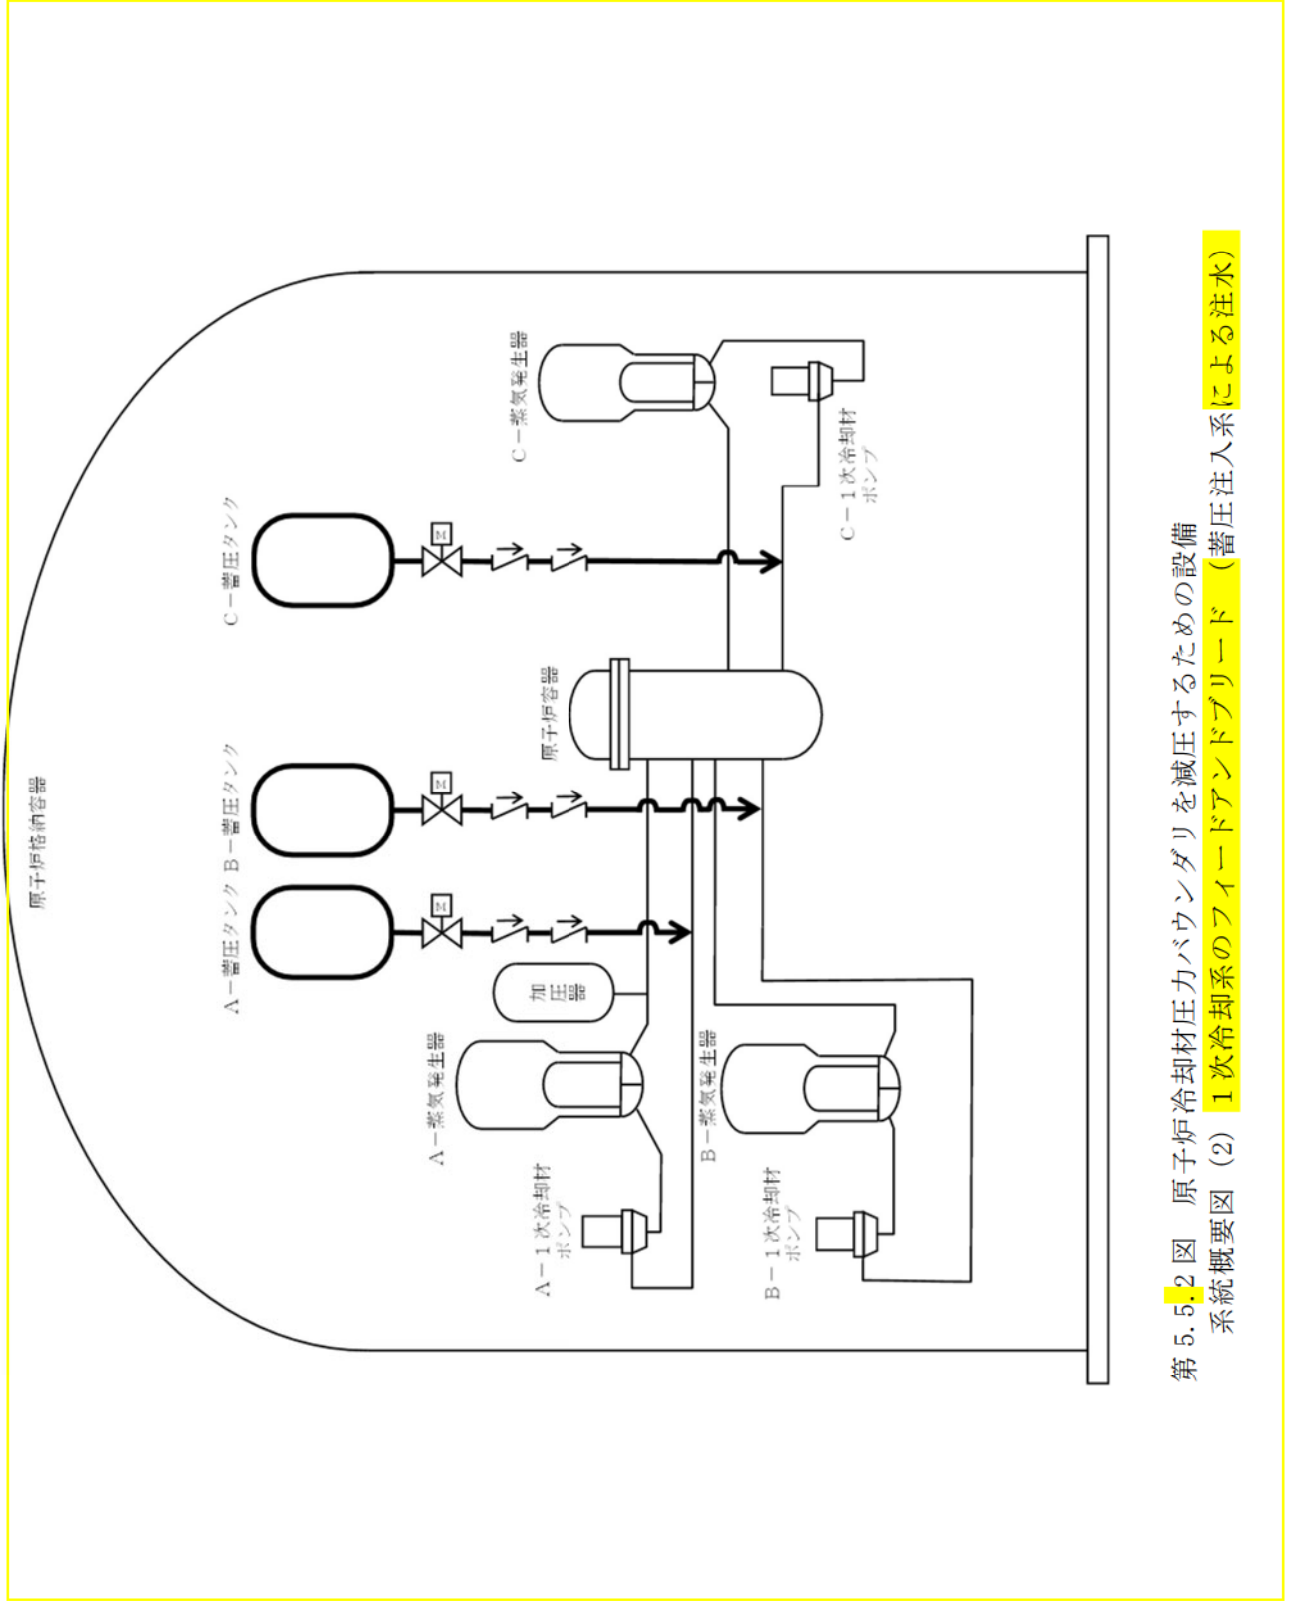 原子炉格納容器
A－蓄圧タンク
B－蓄圧タンク
C－蓄圧タンク
M
M
M
A－蒸気発生器
加
圧
器
原子炉容器
C－蒸気発生器
A－１次冷却材
ポンプ
B－蒸気発生器
B－１次冷却材
ポンプ
C－１次冷却材
ポンプ
第 5.5.2 図　原子炉冷却材圧力バウンダリを減圧するための設備
系統概要図（2）　１次冷却系のフィードアンドブリード（蓄圧注入系による注水）